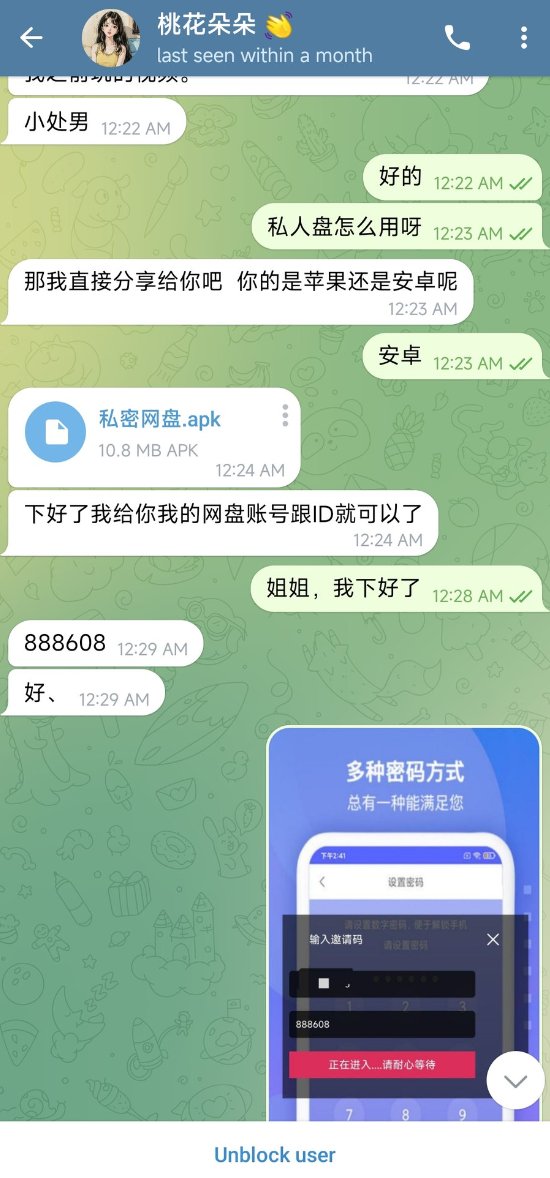 桃花朵朵👋
last seen within a month
12:22 AM
小处男 12:22 AM
好的 12:22 AM
私人盘怎么用呀 12:23 AM
那我直接分享给你吧 你的是苹果还是安卓呢
12:23 AM
安卓 12:23 AM
私密网盘.apk
10.8 MB APK
12:24 AM
下好了我给你我的网盘账号跟ID就可以了
12:24 AM
姐姐，我下好了 12:28 AM
888608 12:29 AM
好、 12:29 AM
多种密码方式
总有一种能满足您
下午2:41
设置密码
请设置数字密码，便于解锁手机
输入邀请码
请设置密码
1 2 3
888608
正在进入....请耐心等待
7 8 9
Unblock user